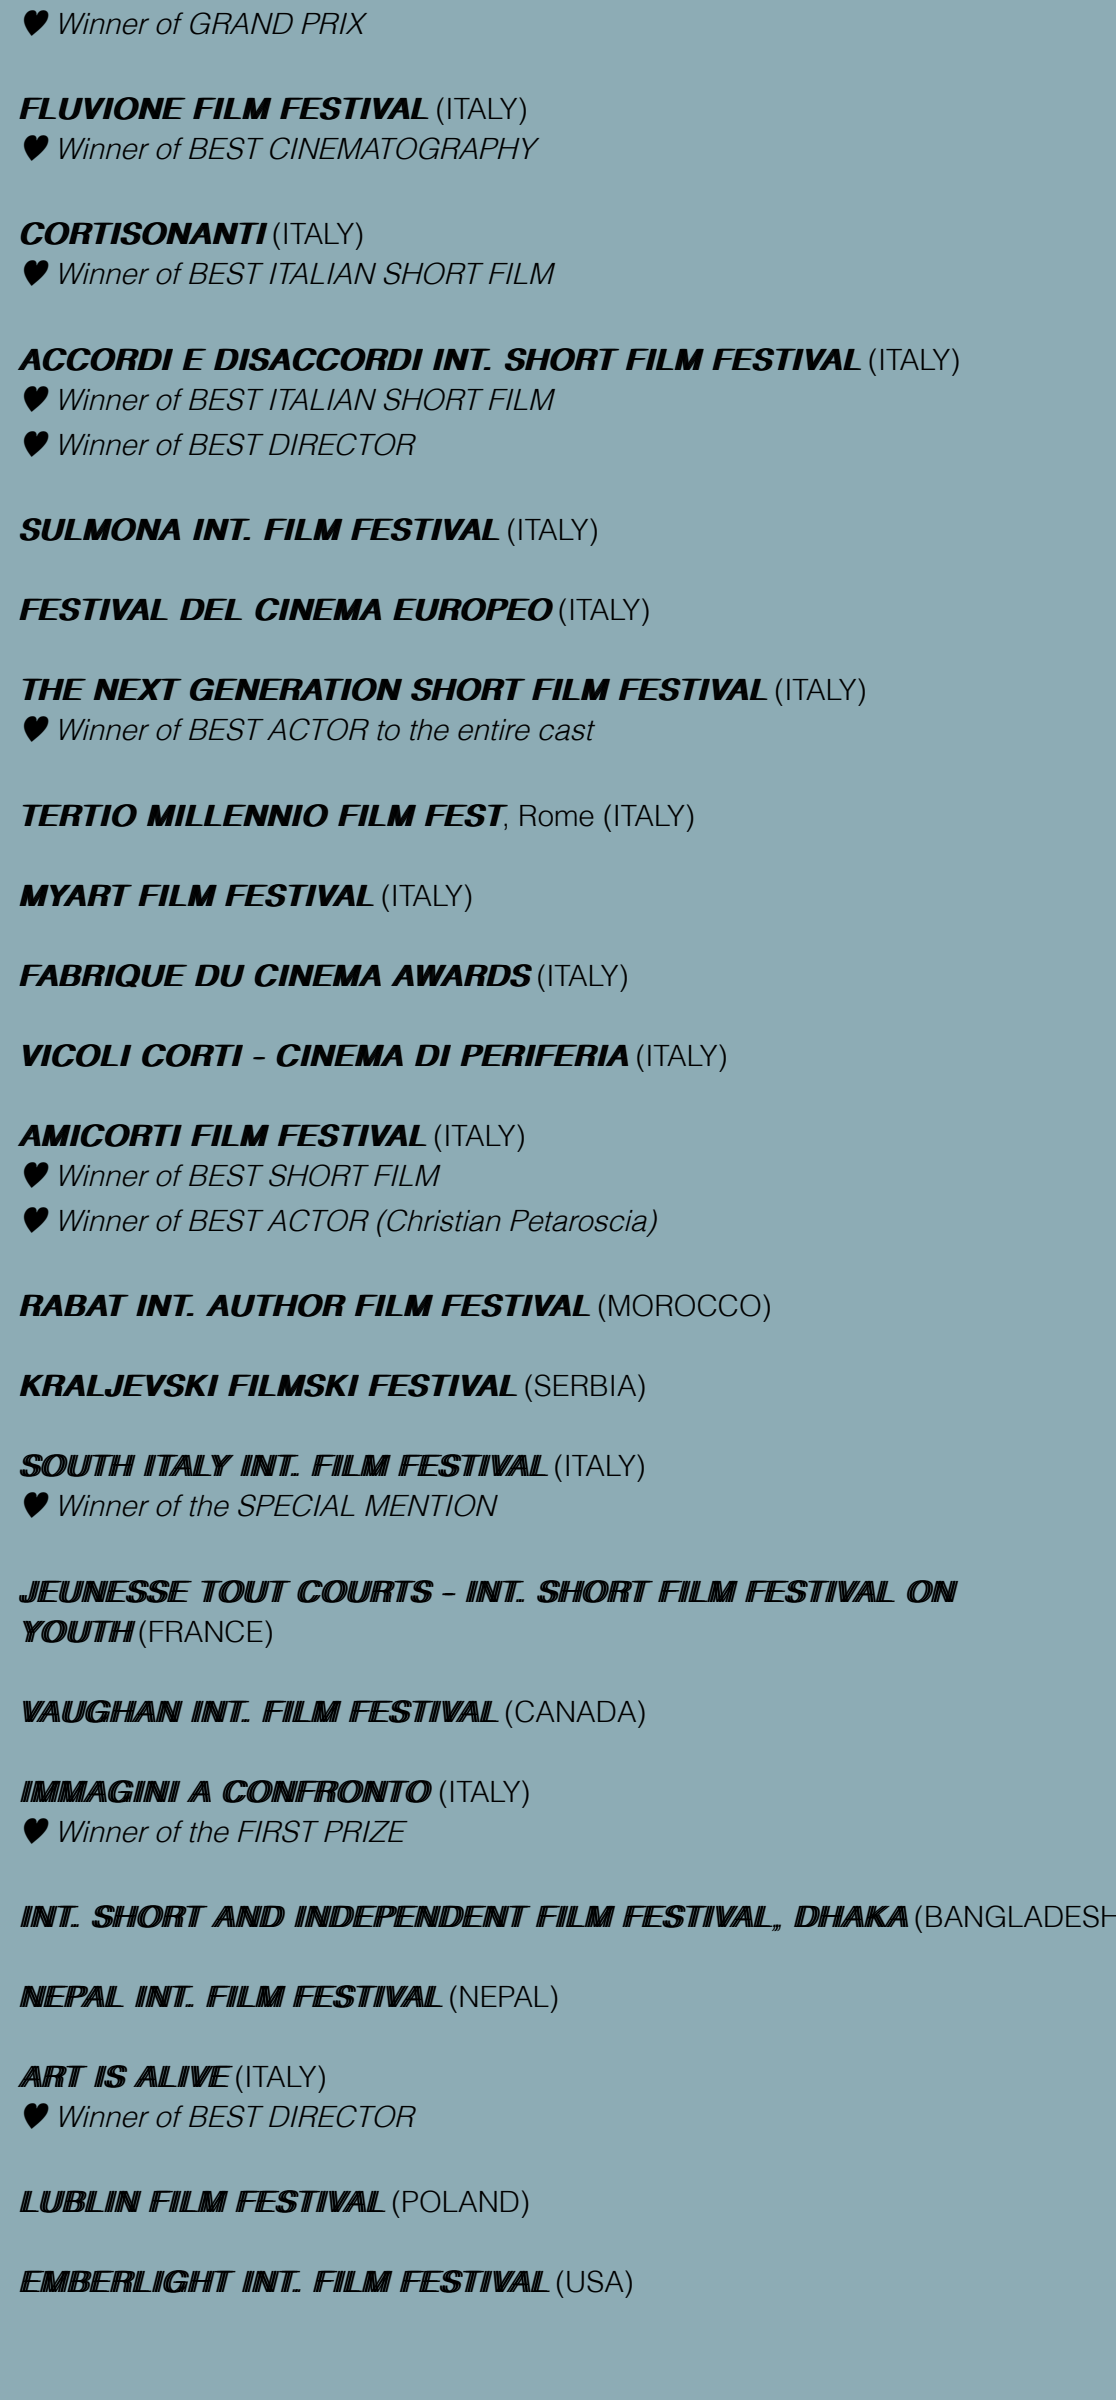 ♥ Winner of GRAND PRIX
FLUVIONE FILM FESTIVAL (ITALY)
♥ Winner of BEST CINEMATOGRAPHY
CORTISONANTI (ITALY)
♥ Winner of BEST ITALIAN SHORT FILM
ACCORDI E DISACCORDI INT. SHORT FILM FESTIVAL (ITALY)
♥ Winner of BEST ITALIAN SHORT FILM
♥ Winner of BEST DIRECTOR
SULMONA INT. FILM FESTIVAL (ITALY)
FESTIVAL DEL CINEMA EUROPEO (ITALY)
THE NEXT GENERATION SHORT FILM FESTIVAL (ITALY)
♥ Winner of BEST ACTOR to the entire cast
TERTIO MILLENNIO FILM FEST, Rome (ITALY)
MYART FILM FESTIVAL (ITALY)
FABRIQUE DU CINEMA AWARDS (ITALY)
VICOLI CORTI - CINEMA DI PERIFERIA (ITALY)
AMICORTI FILM FESTIVAL (ITALY)
♥ Winner of BEST SHORT FILM
♥ Winner of BEST ACTOR (Christian Petaroscia)
RABAT INT. AUTHOR FILM FESTIVAL (MOROCCO)
KRALJEVSKI FILMSKI FESTIVAL (SERBIA)
SOUTH ITALY INT. FILM FESTIVAL (ITALY)
♥ Winner of the SPECIAL MENTION
JEUNESSE TOUT COURTS - INT. SHORT FILM FESTIVAL ON
YOUTH (FRANCE)
VAUGHAN INT. FILM FESTIVAL (CANADA)
IMMAGINI A CONFRONTO (ITALY)
♥ Winner of the FIRST PRIZE
INT. SHORT AND INDEPENDENT FILM FESTIVAL, DHAKA (BANGLADESH
NEPAL INT. FILM FESTIVAL (NEPAL)
ART IS ALIVE (ITALY)
♥ Winner of BEST DIRECTOR
LUBLIN FILM FESTIVAL (POLAND)
EMBERLIGHT INT. FILM FESTIVAL (USA)